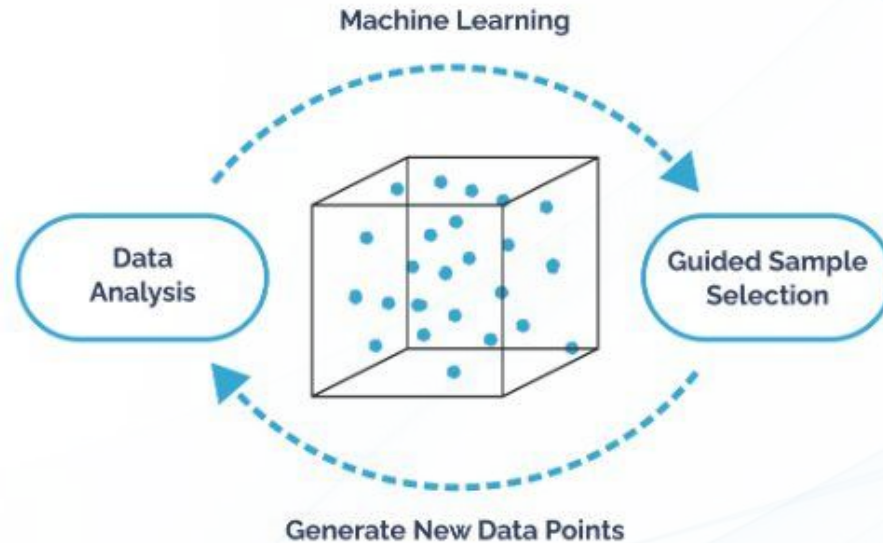 Machine Learning
Data
Analysis
Guided Sample
Selection
Generate New Data Points